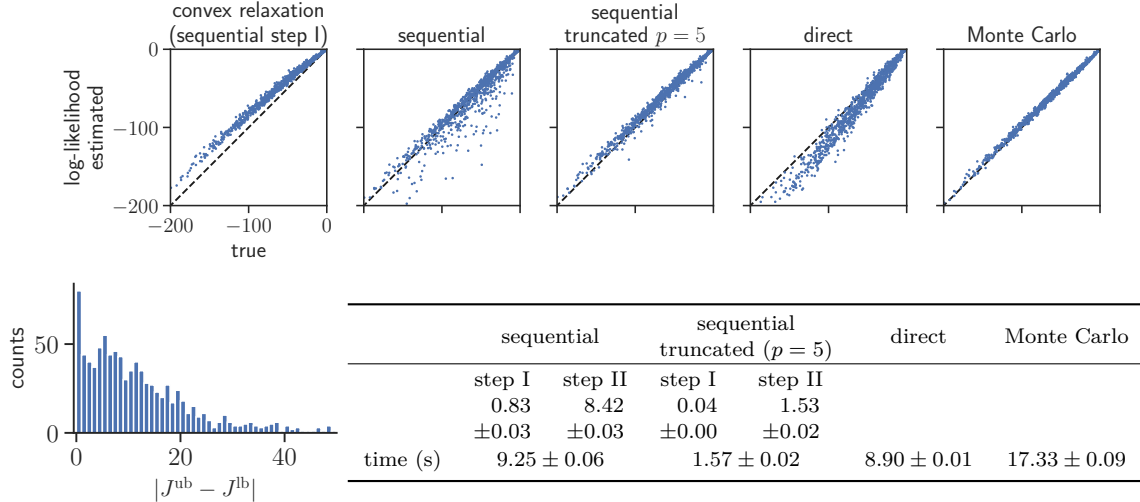 convex relaxation
(sequential step I)
sequential
sequential
truncated p = 5
direct
Monte Carlo
log-likelihood
estimated
0
−100
−200
−200
−100
0
true
counts
50
0
0
20
40
|J^ub − J^lb|
sequential
sequential
truncated (p = 5)
direct
Monte Carlo
step I
step II
step I
step II
0.83
8.42
0.04
1.53
±0.03
±0.03
±0.00
±0.02
time (s)
9.25 ± 0.06
1.57 ± 0.02
8.90 ± 0.01
17.33 ± 0.09